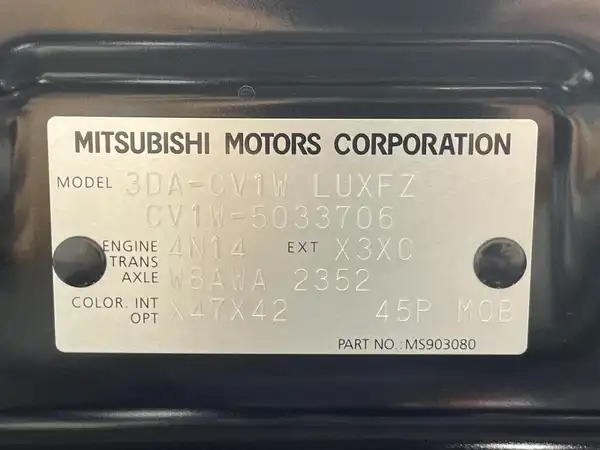 MITSUBISHI MOTORS CORPORATION
MODEL 3DA-CV1W LUXFZ
CV1W-5033706
ENGINE 4N14 EXT X3XC
TRANS
AXLE W8AWA 2352
COLOR. INT
OPT X47X42 45P M0B
PART NO.: MS903080